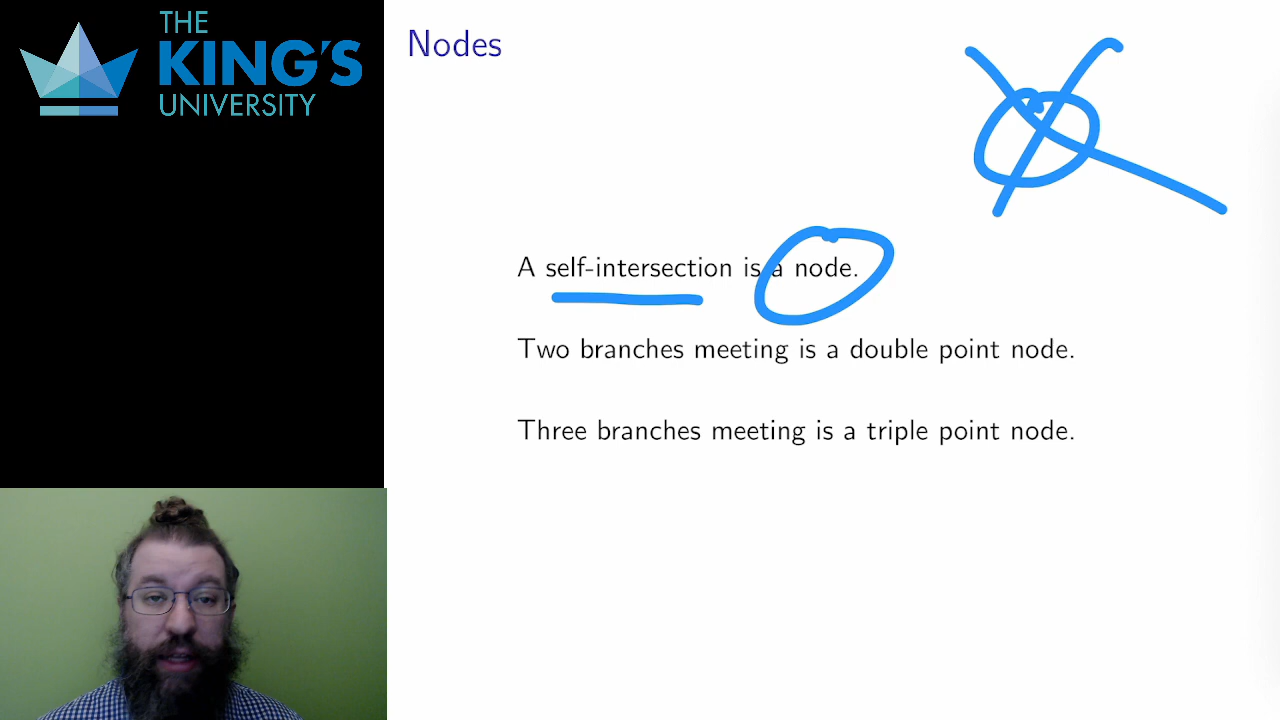 THE
KING'S
UNIVERSITY
Nodes
A self-intersection is a node.
Two branches meeting is a double point node.
Three branches meeting is a triple point node.